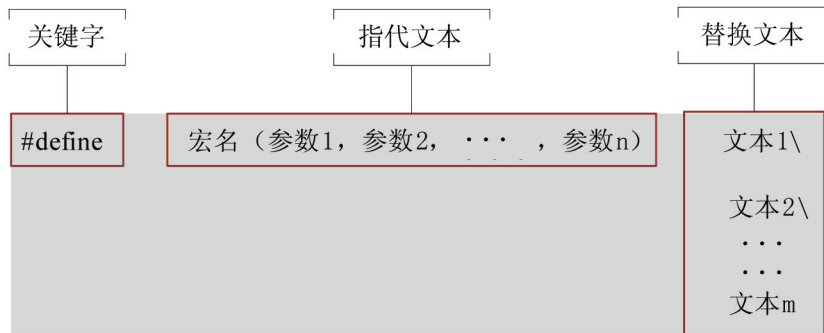 关键字 指代文本 替换文本
#define 宏名（参数1，参数2， ··· ，参数n） 文本1\
文本2\
···
···
文本m